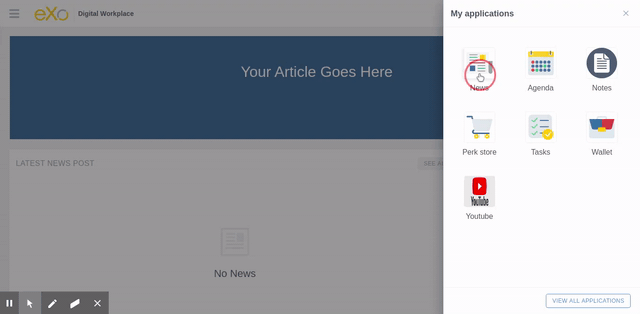 eXo
Digital Workplace
My applications
Your Article Goes Here
News
Agenda
Notes
LATEST NEWS POST
Perk store
Tasks
Wallet
YouTube
Youtube
No News
VIEW ALL APPLICATIONS